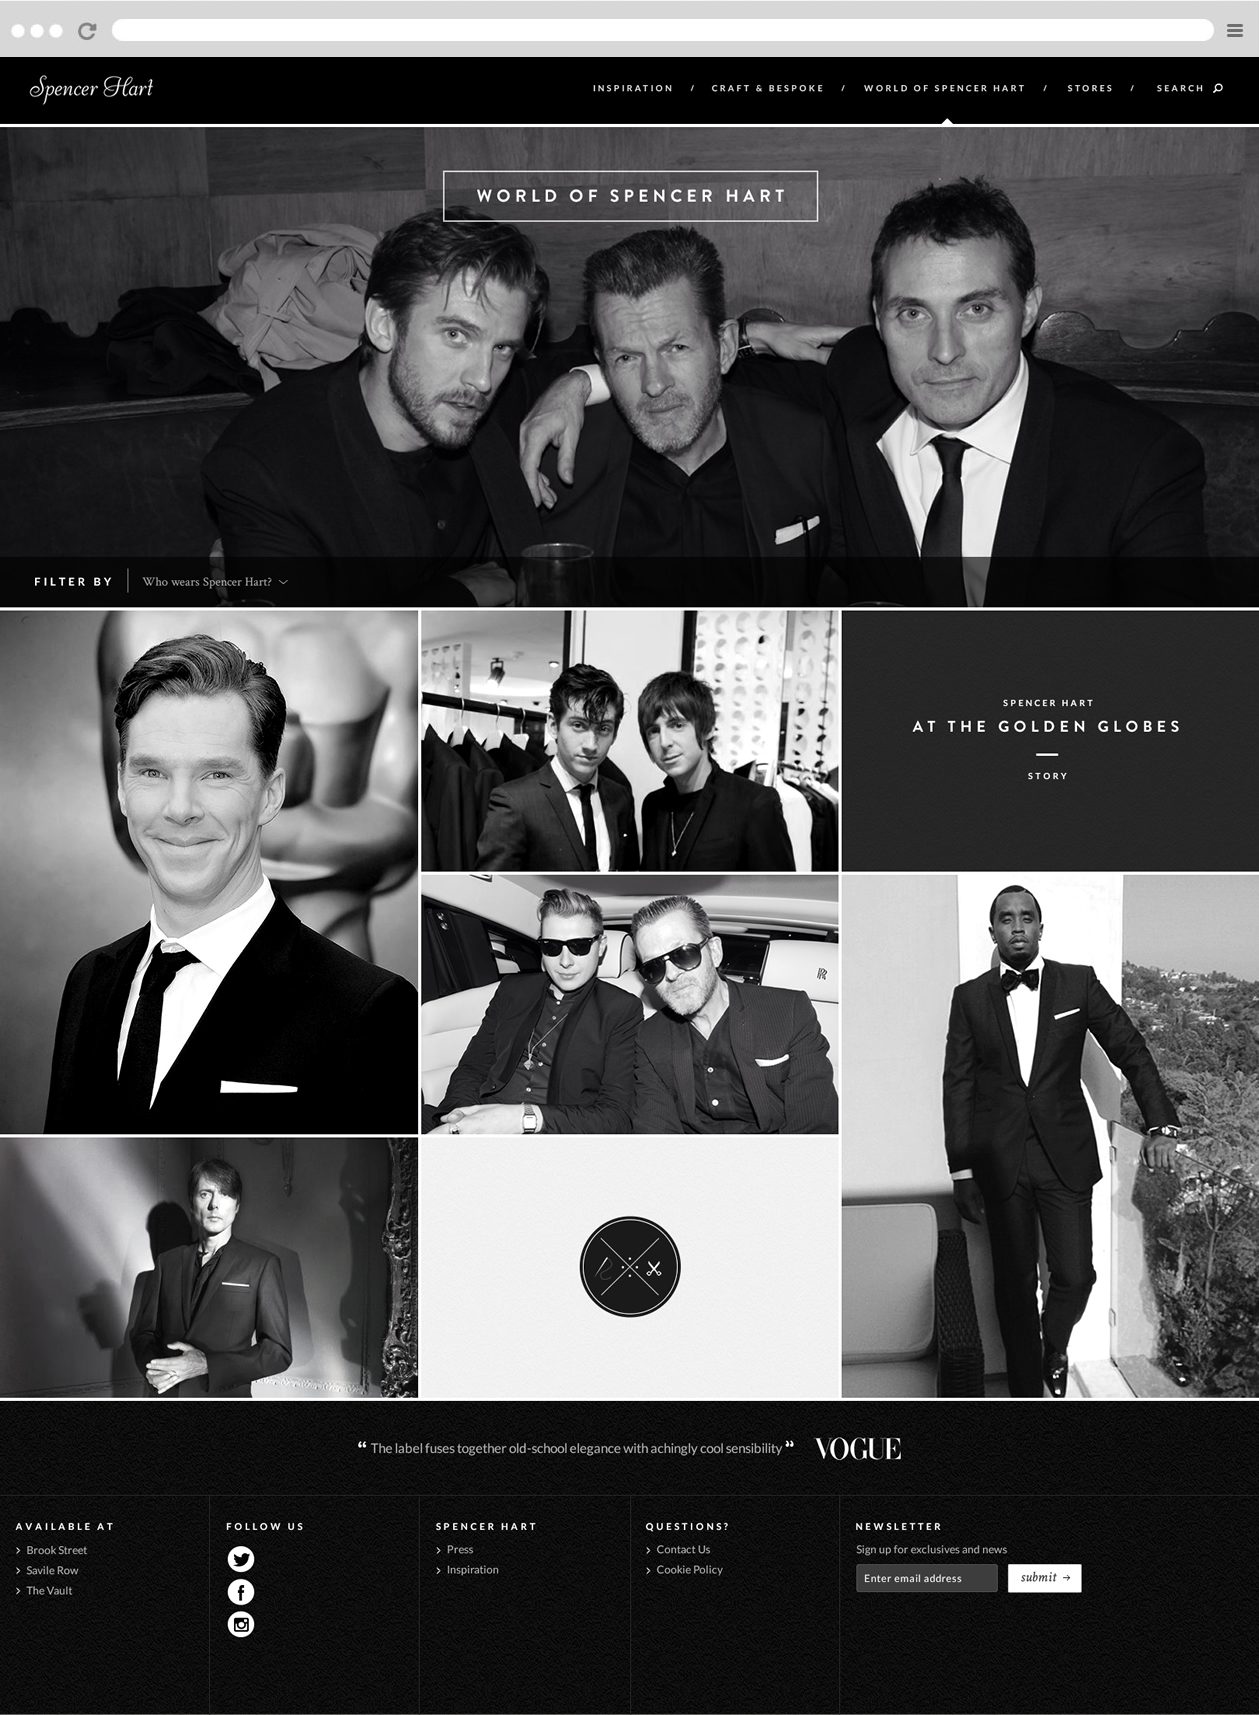 Spencer Hart
INSPIRATION / CRAFT & BESPOKE / WORLD OF SPENCER HART / STORES / SEARCH
WORLD OF SPENCER HART
FILTER BY Who wears Spencer Hart?
SPENCER HART
AT THE GOLDEN GLOBES
STORY
“ The label fuses together old-school elegance with achingly cool sensibility ” VOGUE
AVAILABLE AT
Brook Street
Savile Row
The Vault
FOLLOW US
SPENCER HART
Press
Inspiration
QUESTIONS?
Contact Us
Cookie Policy
NEWSLETTER
Sign up for exclusives and news
Enter email address submit →